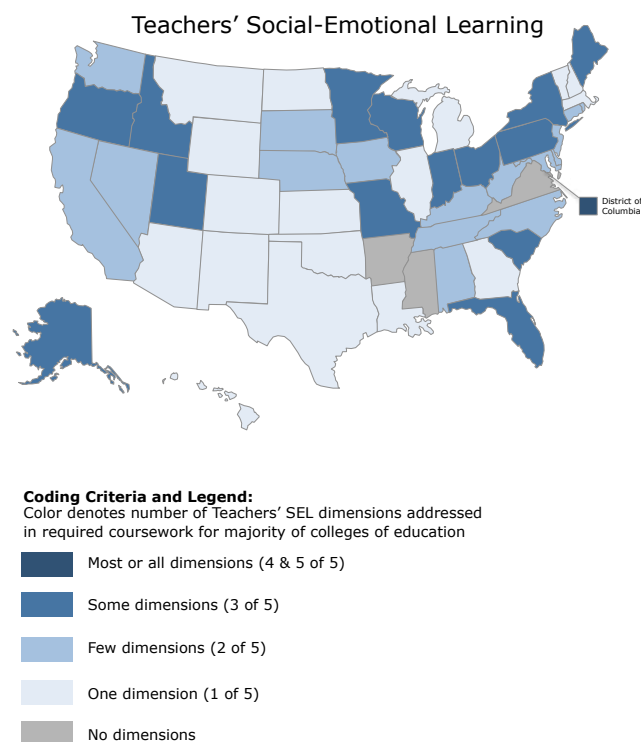 Teachers’ Social-Emotional Learning
District of
Columbia
Coding Criteria and Legend:
Color denotes number of Teachers’ SEL dimensions addressed
in required coursework for majority of colleges of education
Most or all dimensions (4 & 5 of 5)
Some dimensions (3 of 5)
Few dimensions (2 of 5)
One dimension (1 of 5)
No dimensions